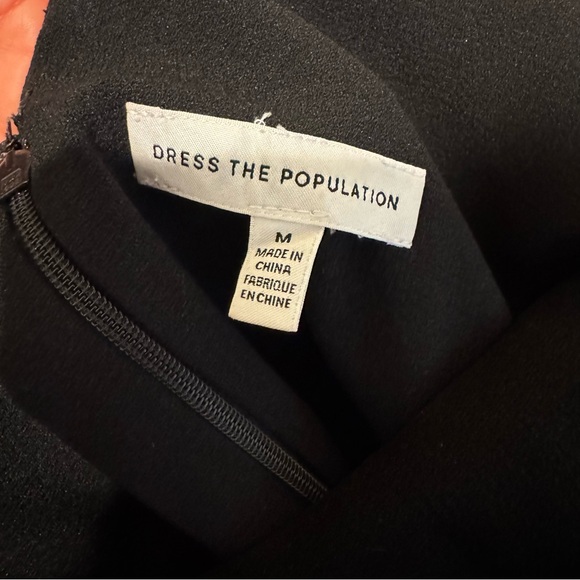 DRESS THE POPULATION
M
MADE IN
CHINA
FABRIQUE
EN CHINE